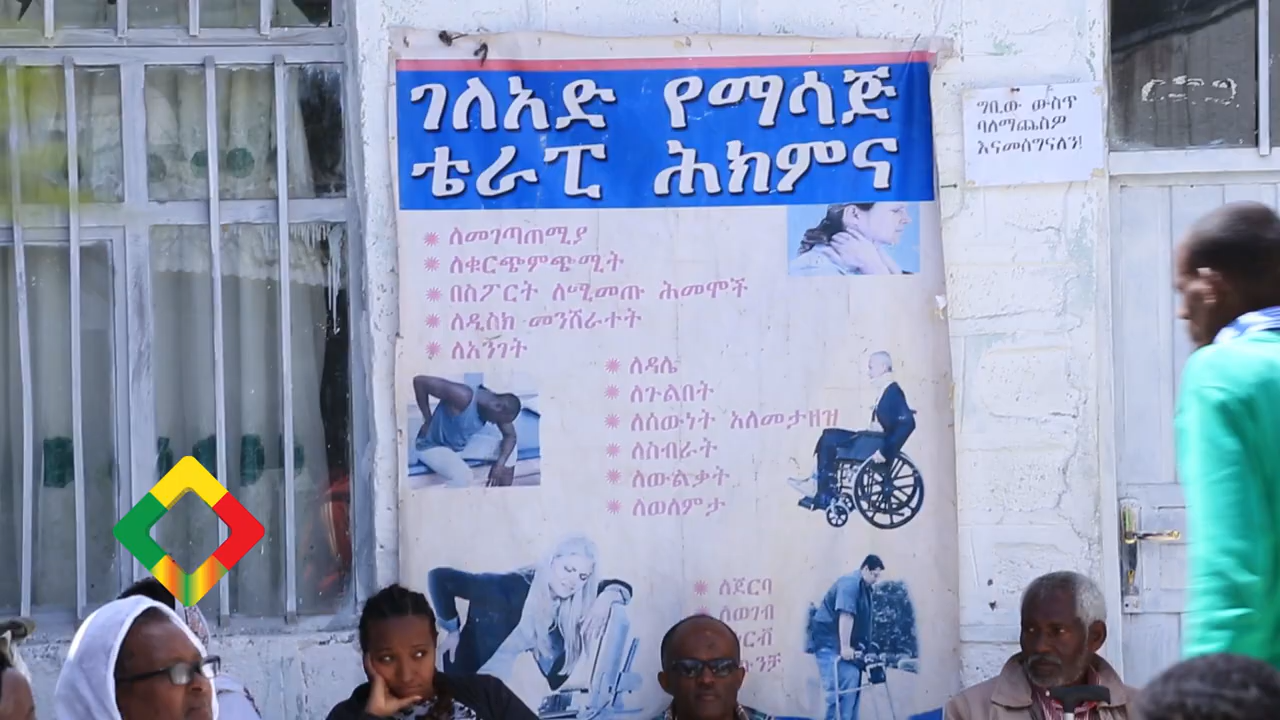 ገለአድ የማሳጅ
ቴራፒ ሕክምና
ለመገጣጠሚያ
ለቁርጭምጭሚት
በስፖርት ለሚመጡ ሕመሞች
ለዲስክ መንሸራተት
ለአንገት
ለዳሌ
ለጉልበት
ለሰውነት አለመታዘዝ
ለስብራት
ለውልቃት
ለወለምታ
ለጀርባ
ለወገብ
ግቢው ውስጥ
ባለማጨስዎ
እናመሰግናለን!